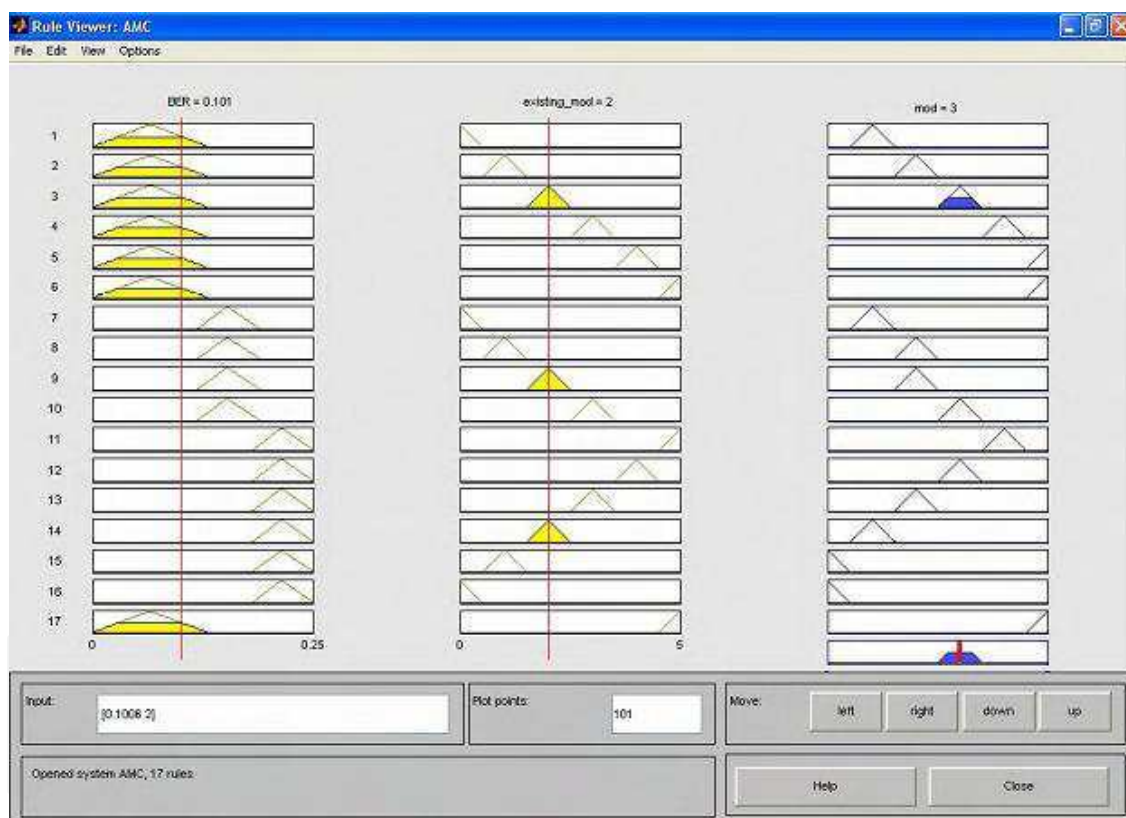 Rule Viewer: AMC
File Edit View Options
BER = 0.101
existing_mod = 2
mod = 3
1
2
3
4
5
6
7
8
9
10
11
12
13
14
15
16
17
0
0.25
0
5
Input:
[0.1006 2]
Plot points:
101
Move:
left
right
down
up
Opened system AMC, 17 rules
Help
Close